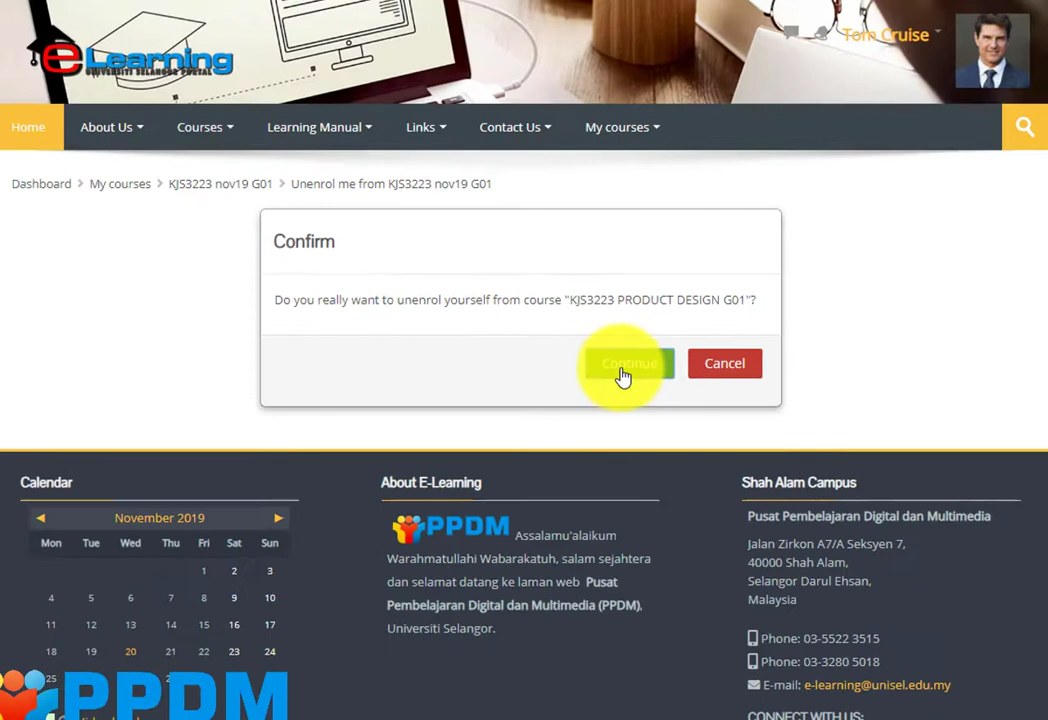 eLearning
UNIVERSITI SELANGOR PORTAL
Tom Cruise
Home About Us Courses Learning Manual Links Contact Us My courses
Dashboard My courses KJS3223 nov19 G01 Unenrol me from KJS3223 nov19 G01
Confirm
Do you really want to unenrol yourself from course "KJS3223 PRODUCT DESIGN G01"?
Continue Cancel
Calendar
November 2019
Mon Tue Wed Thu Fri Sat Sun
1 2 3
4 5 6 7 8 9 10
11 12 13 14 15 16 17
18 19 20 21 22 23 24
25
PPDM
About E-Learning
PPDM Assalamu'alaikum
Warahmatullahi Wabarakatuh, salam sejahtera
dan selamat datang ke laman web Pusat
Pembelajaran Digital dan Multimedia (PPDM),
Universiti Selangor.
Shah Alam Campus
Pusat Pembelajaran Digital dan Multimedia
Jalan Zirkon A7/A Seksyen 7,
40000 Shah Alam,
Selangor Darul Ehsan,
Malaysia
Phone: 03-5522 3515
Phone: 03-3280 5018
E-mail: e-learning@unisel.edu.my
CONNECT WITH US: